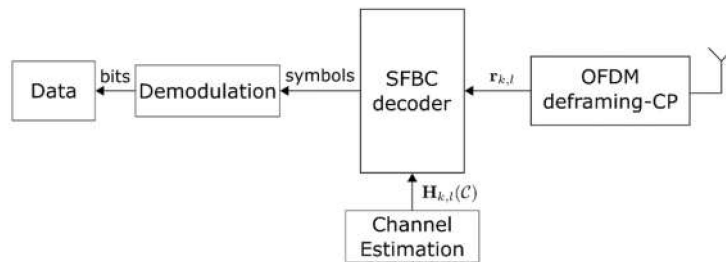 Data
bits
Demodulation
symbols
SFBC
decoder
r_{k,l}
OFDM
deframing-CP
H_{k,l}(C)
Channel
Estimation